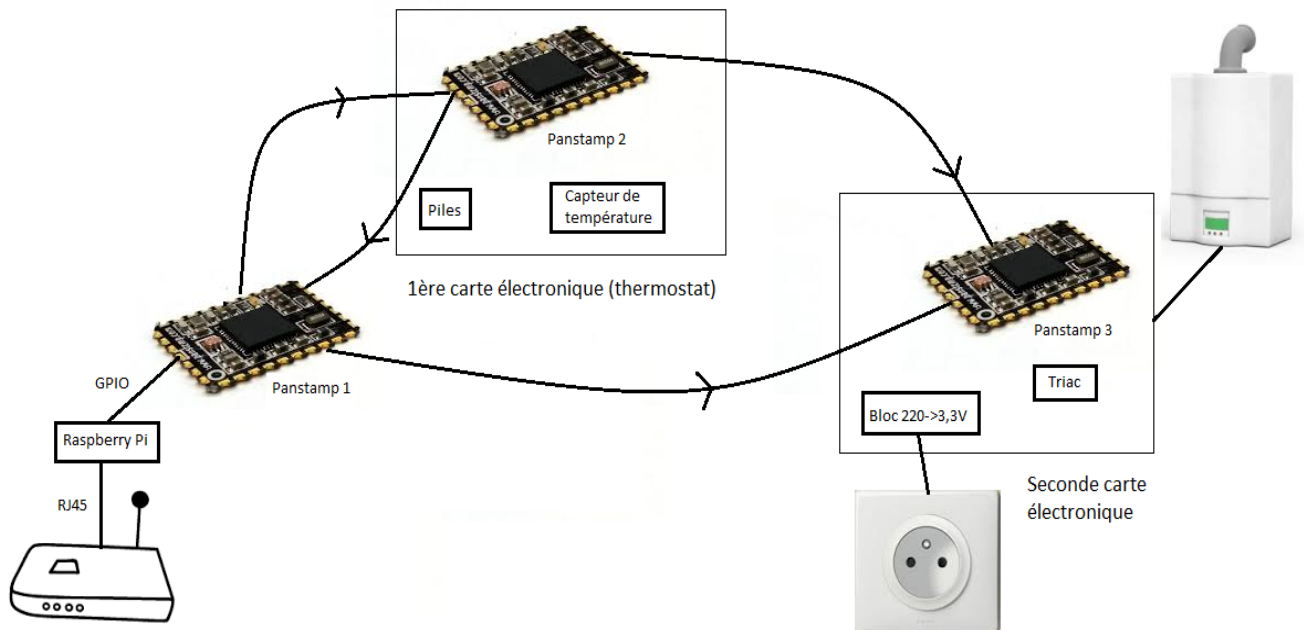 Panstamp 2
Piles
Capteur de
température
1ère carte électronique (thermostat)
Panstamp 1
GPIO
Raspberry Pi
RJ45
Panstamp 3
Triac
Bloc 220->3,3V
Seconde carte
électronique